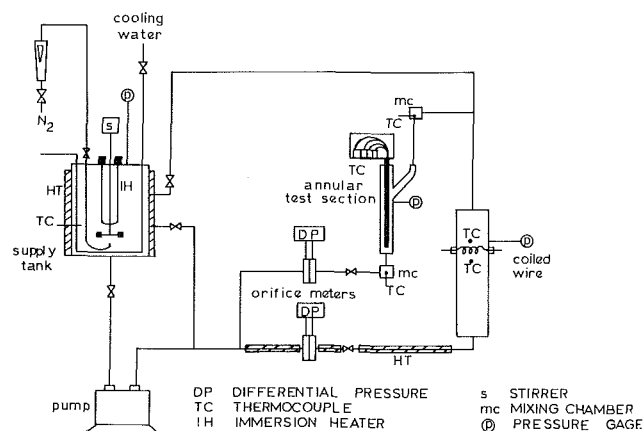 cooling
water
N2
p
s
HT
IH
TC
supply
tank
pump
mc
TC
TC
annular
test section
p
DP
mc
TC
orifice meters
DP
HT
TC
TC
p
coiled
wire
DP DIFFERENTIAL PRESSURE
TC THERMOCOUPLE
IH IMMERSION HEATER
s STIRRER
mc MIXING CHAMBER
p PRESSURE GAGE